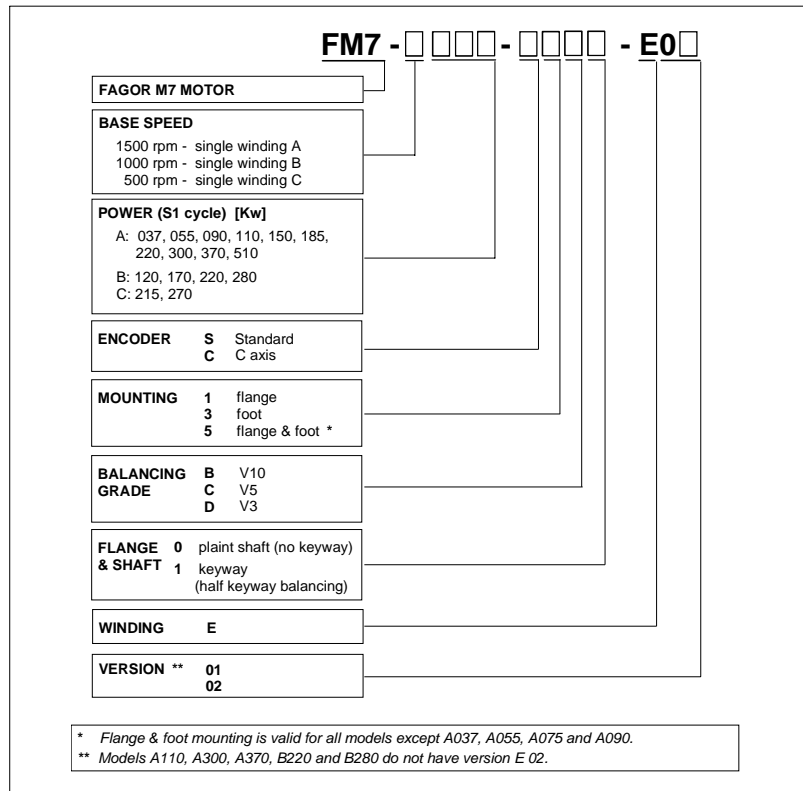 FM7 - □ □□□ - □ □ □ □ - E0□
FAGOR M7 MOTOR
BASE SPEED
1500 rpm - single winding A
1000 rpm - single winding B
500 rpm - single winding C
POWER (S1 cycle) [Kw]
A: 037, 055, 090, 110, 150, 185,
220, 300, 370, 510
B: 120, 170, 220, 280
C: 215, 270
ENCODER S Standard
C C axis
MOUNTING 1 flange
3 foot
5 flange & foot *
BALANCING B V10
GRADE C V5
D V3
FLANGE 0 plaint shaft (no keyway)
& SHAFT 1 keyway
(half keyway balancing)
WINDING E
VERSION ** 01
02
* Flange & foot mounting is valid for all models except A037, A055, A075 and A090.
** Models A110, A300, A370, B220 and B280 do not have version E 02.